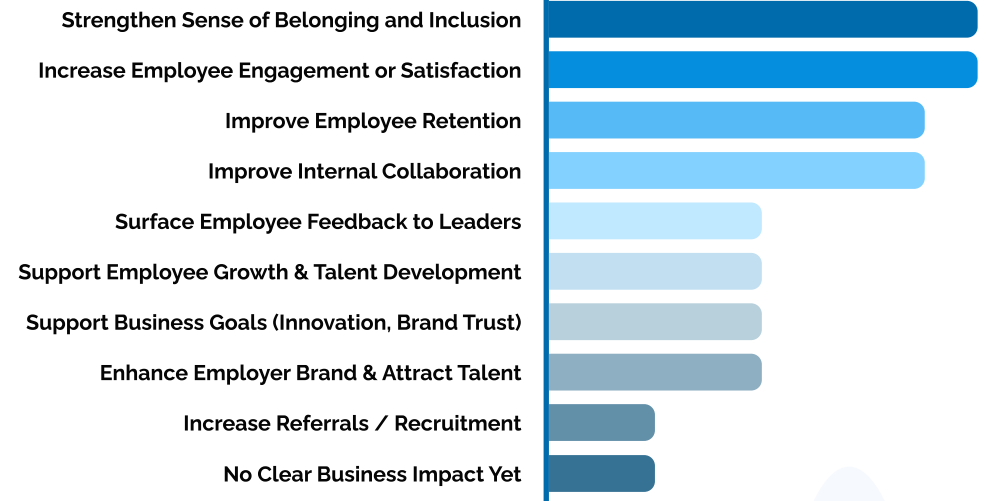 Strengthen Sense of Belonging and Inclusion
Increase Employee Engagement or Satisfaction
Improve Employee Retention
Improve Internal Collaboration
Surface Employee Feedback to Leaders
Support Employee Growth & Talent Development
Support Business Goals (Innovation, Brand Trust)
Enhance Employer Brand & Attract Talent
Increase Referrals / Recruitment
No Clear Business Impact Yet